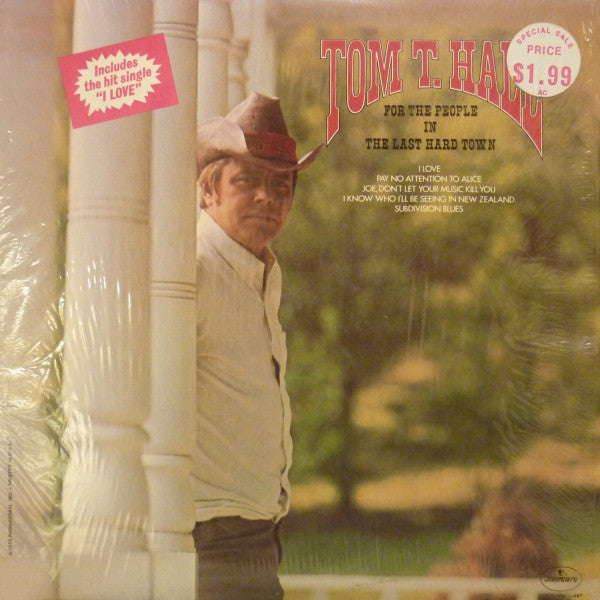 Includes
the hit single
"I LOVE"
TOM T. HALL
SPECIAL SALE
PRICE
$1.99
AC
FOR THE PEOPLE
IN
THE LAST HARD TOWN
I LOVE
PAY NO ATTENTION TO ALICE
JOE, DON'T LET YOUR MUSIC KILL YOU
I KNOW WHO I'LL BE SEEING IN NEW ZEALAND
SUBDIVISION BLUES
mercury